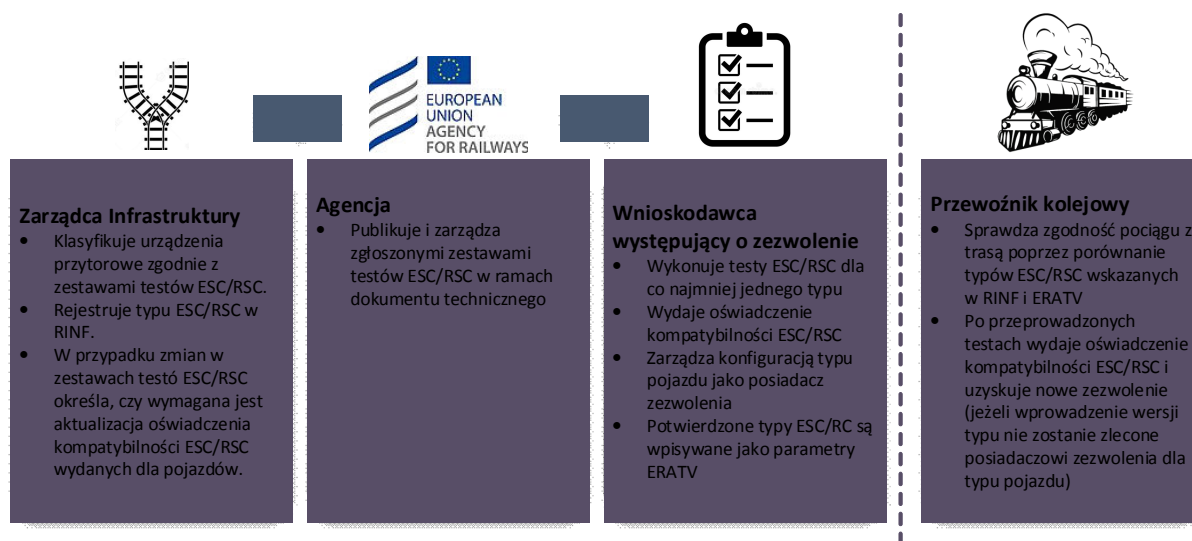 EUROPEAN
UNION
AGENCY
FOR RAILWAYS
Zarządca Infrastruktury
• Klasyfikuje urządzenia
przytorowe zgodnie z
zestawami testów ESC/RSC.
• Rejestruje typu ESC/RSC w
RINF.
• W przypadku zmian w
zestawach testó ESC/RSC
określa, czy wymagana jest
aktualizacja oświadczenia
kompatybilności ESC/RSC
wydanych dla pojazdów.
Agencja
• Publikuje i zarządza
zgłoszonymi zestawami
testów ESC/RSC w ramach
dokumentu technicznego
Wnioskodawca
występujący o zezwolenie
• Wykonuje testy ESC/RSC dla
co najmniej jednego typu
• Wydaje oświadczenie
kompatybilności ESC/RSC
• Zarządza konfiguracją typu
pojazdu jako posiadacz
zezwolenia
• Potwierdzone typy ESC/RC są
wpisywane jako parametry
ERATV
Przewoźnik kolejowy
• Sprawdza zgodność pociągu z
trasą poprzez porównanie
typów ESC/RSC wskazanych
w RINF i ERATV
• Po przeprowadzonych
testach wydaje oświadczenie
kompatybilności ESC/RSC i
uzyskuje nowe zezwolenie
(jeżeli wprowadzenie wersji
typu nie zostanie zlecone
posiadaczowi zezwolenia dla
typu pojazdu)